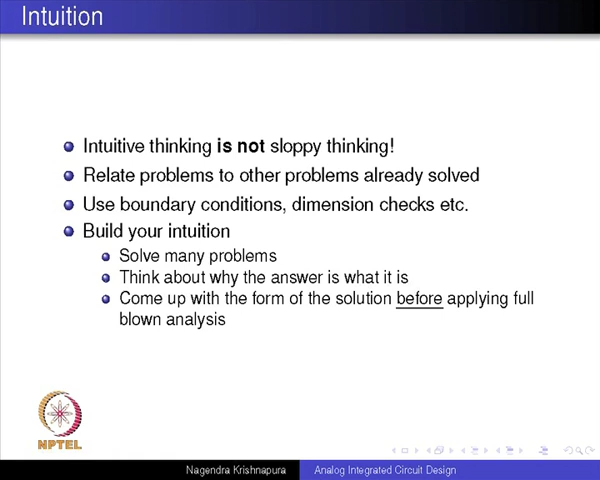 Intuition
Intuitive thinking is not sloppy thinking!
Relate problems to other problems already solved
Use boundary conditions, dimension checks etc.
Build your intuition
Solve many problems
Think about why the answer is what it is
Come up with the form of the solution before applying full
blown analysis
NPTEL
Nagendra Krishnapura
Analog Integrated Circuit Design